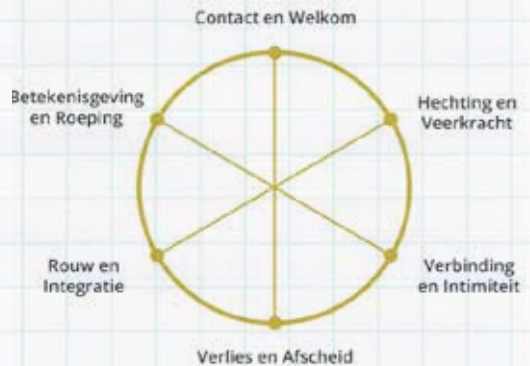 Contact en Welkom
Hechting en
Veerkracht
Verbinding
en Intimiteit
Verlies en Afscheid
Rouw en
Integratie
Betekenisgeving
en Roeping